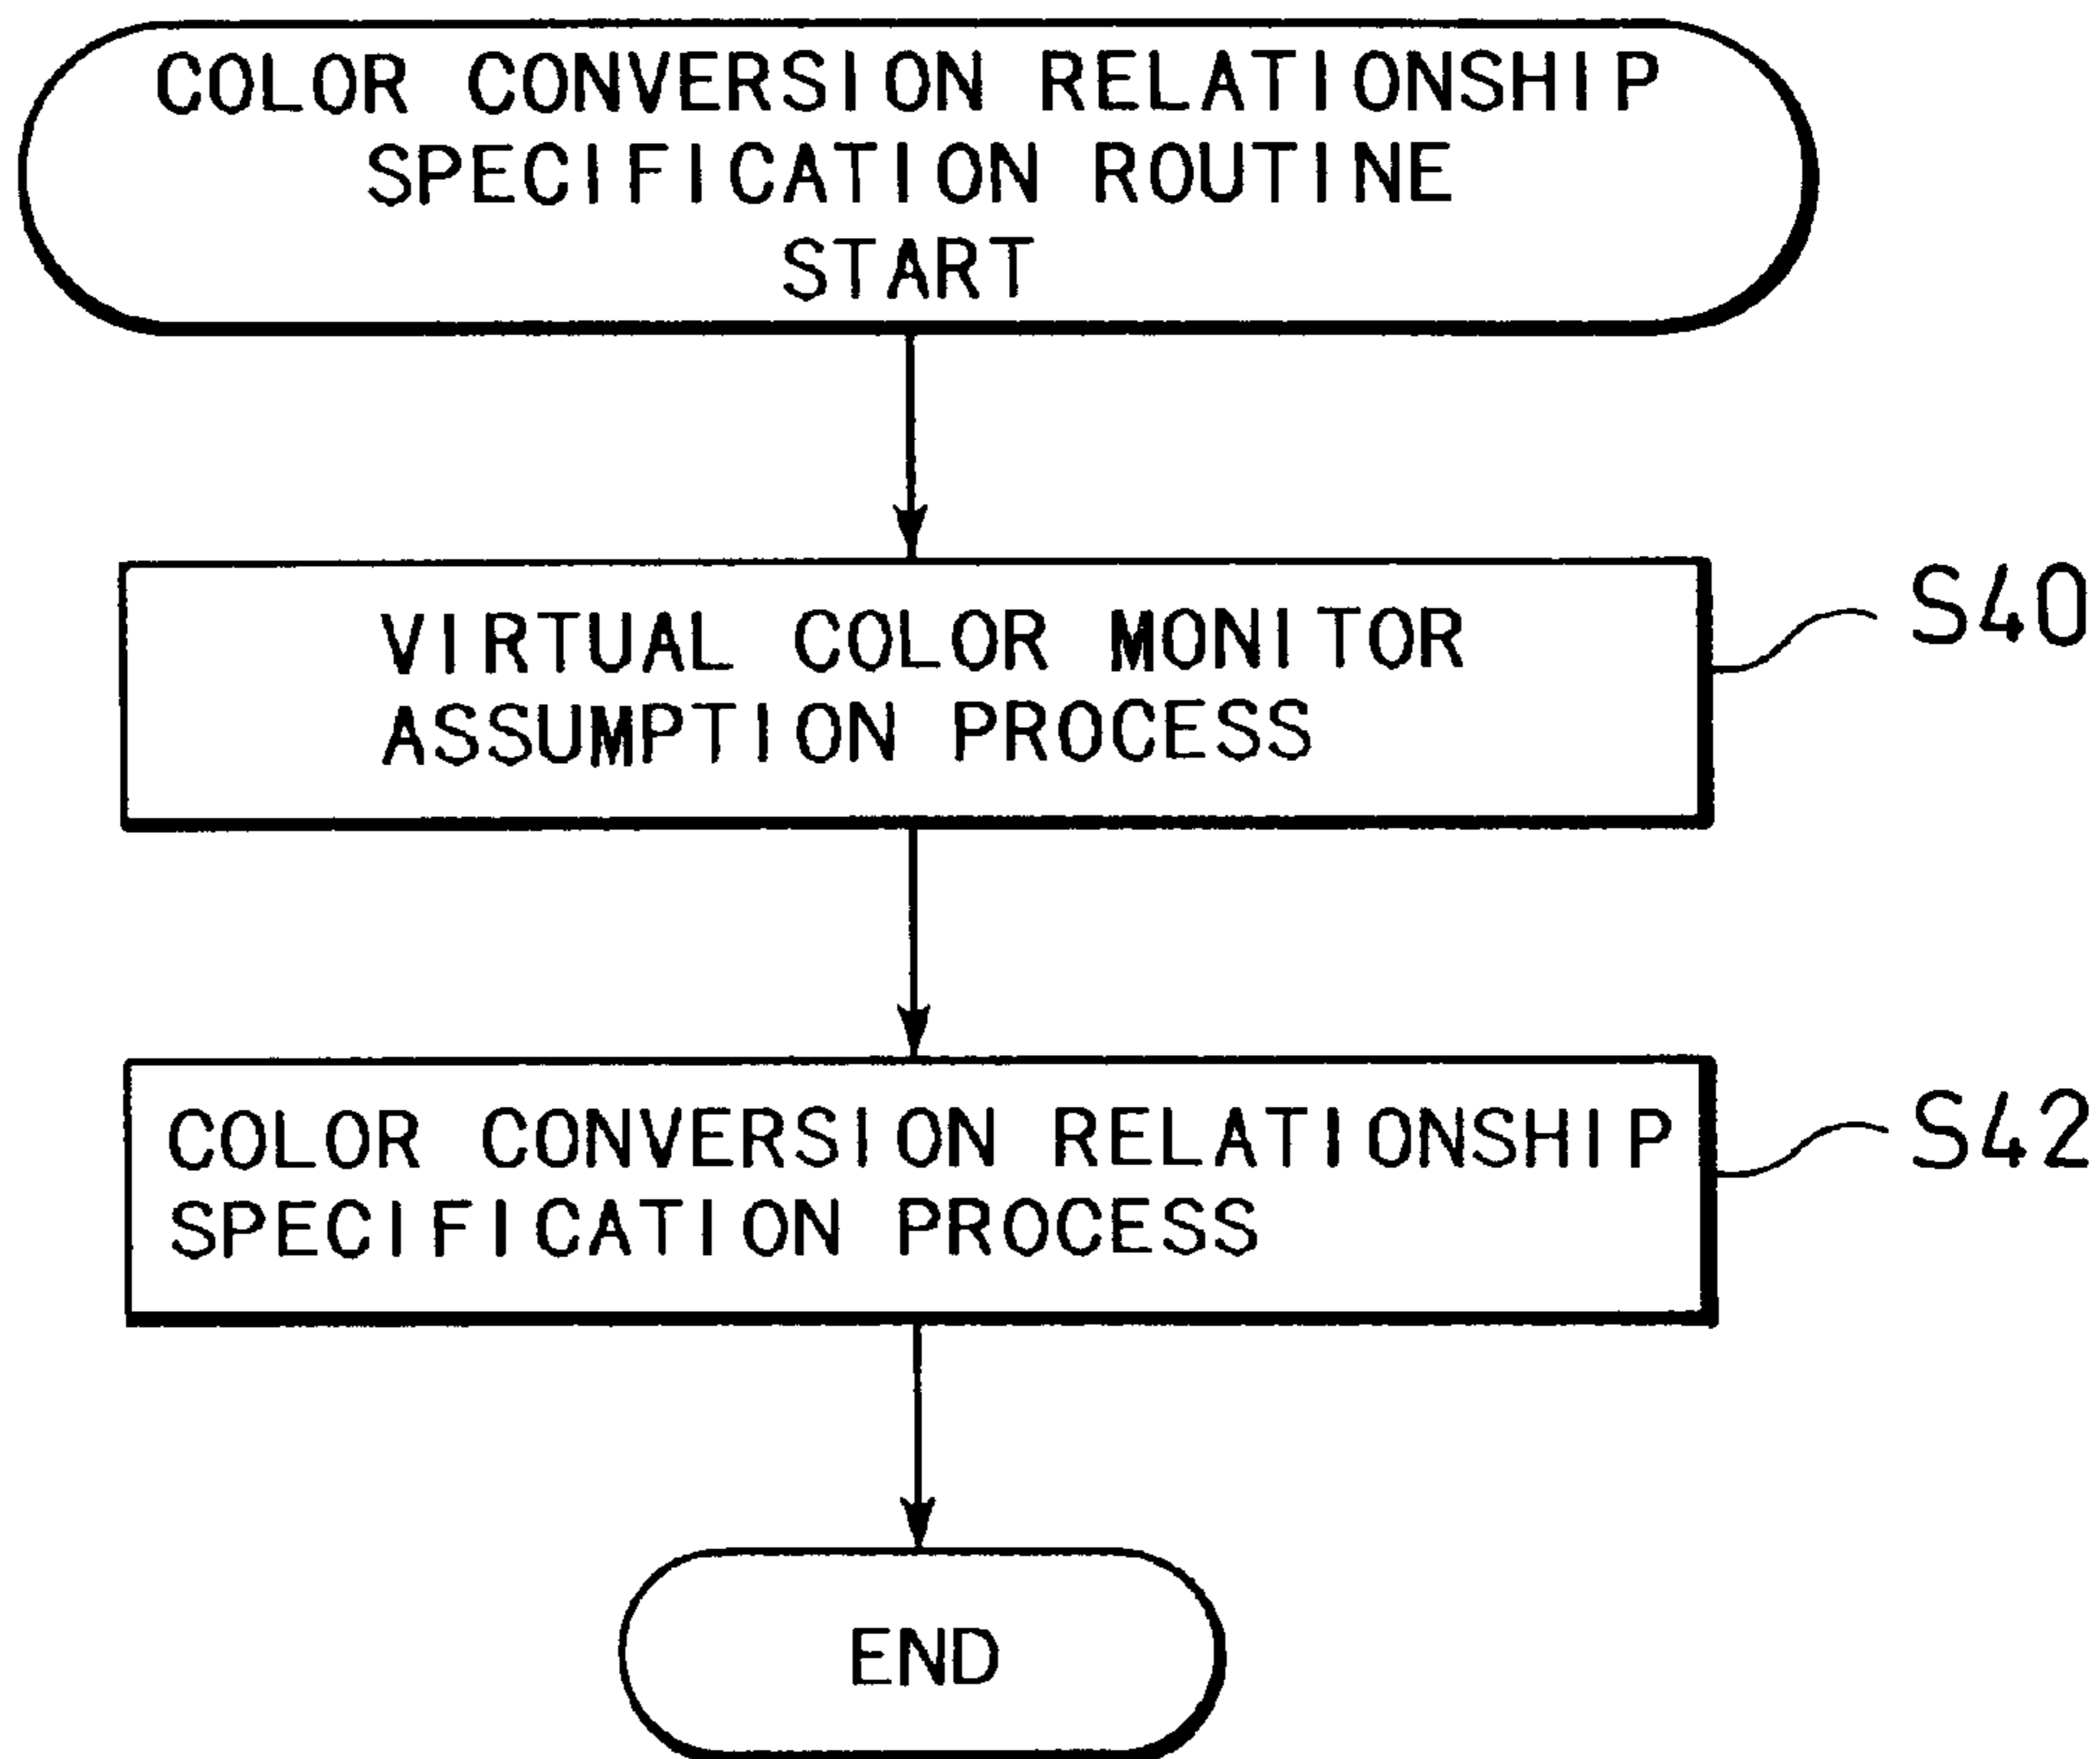 COLOR CONVERSION RELATIONSHIP
SPECIFICATION ROUTINE
START
VIRTUAL COLOR MONITOR
ASSUMPTION PROCESS
S40
COLOR CONVERSION RELATIONSHIP
SPECIFICATION PROCESS
S42
END